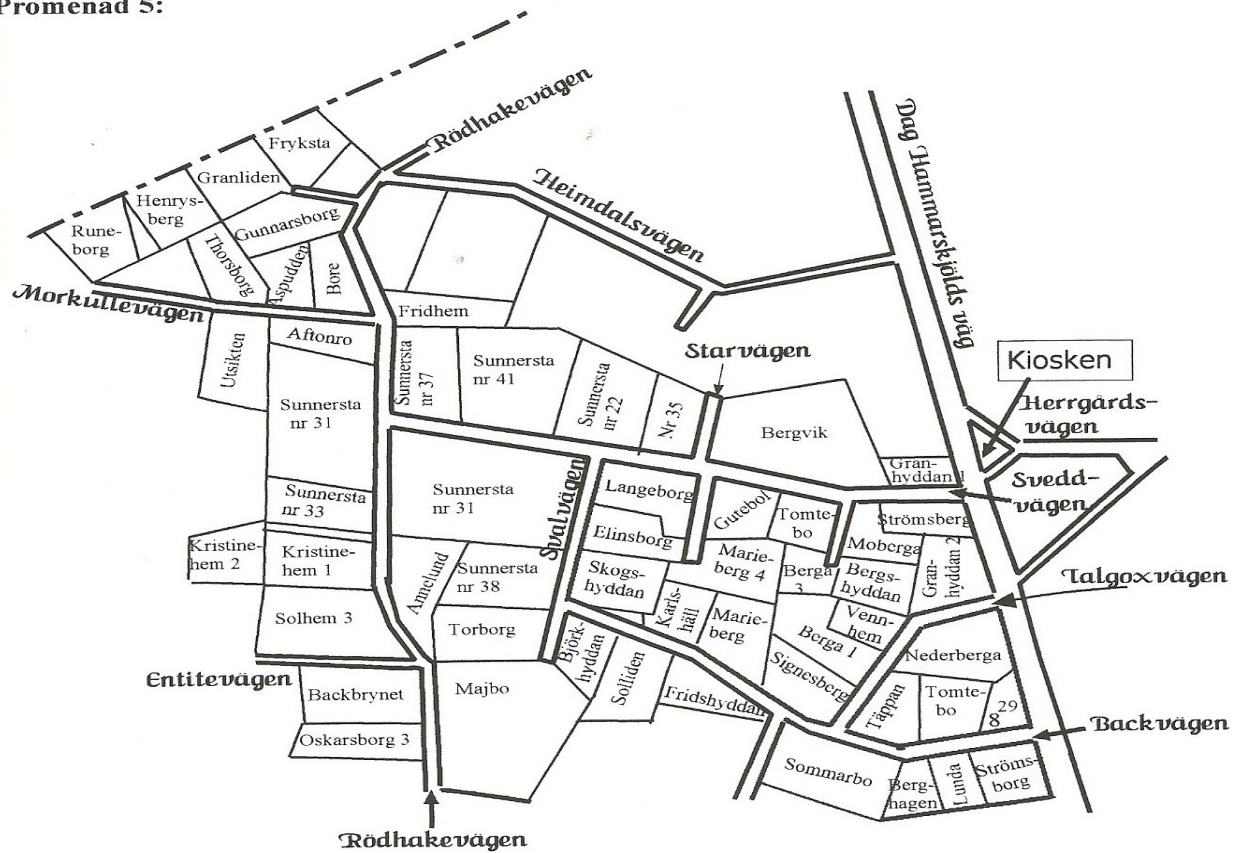 Promenad 5:
Rödhakevägen
Fryksta
Granliden
Henrys-
berg
Rune-
borg
Gunnarsborg
Thorsborg
Aspudden
Bore
Heimdalsvägen
Dag Hammarskjölds väg
Morkullevägen
Fridhem
Utsikten
Aftonro
Sunnersta
nr 37
Sunnersta
nr 41
Sunnersta
nr 22
Nr 35
Starvägen
Bergvik
Kiosken
Herrgårds-
vägen
Sunnersta
nr 31
Gran-
hyddan 1
Svedd-
vägen
Sunnersta
nr 33
Sunnersta
nr 31
Svalvägen
Langeborg
Gutebol
Tomte-
bo
Strömsberg
Elinsborg
Moberga
Gran-
hyddan 2
Kristine-
hem 2
Kristine-
hem 1
Annelund
Sunnersta
nr 38
Skogs-
hyddan
Marie-
berg 4
Berga
3
Bergs-
hyddan
Talgoxvägen
Solhem 3
Torborg
Björk-
hyddan
Karls-
häll
Marie-
berg
Berga 1
Venn-
hem
Nederberga
Entitevägen
Backbrynet
Majbo
Solliden
Fridshyddan
Signesberg
Täppan
Tomte-
bo
29
8
Backvägen
Oskarsborg 3
Sommarbo
Berg-
hagen
Lunda
Ströms-
borg
Rödhakevägen